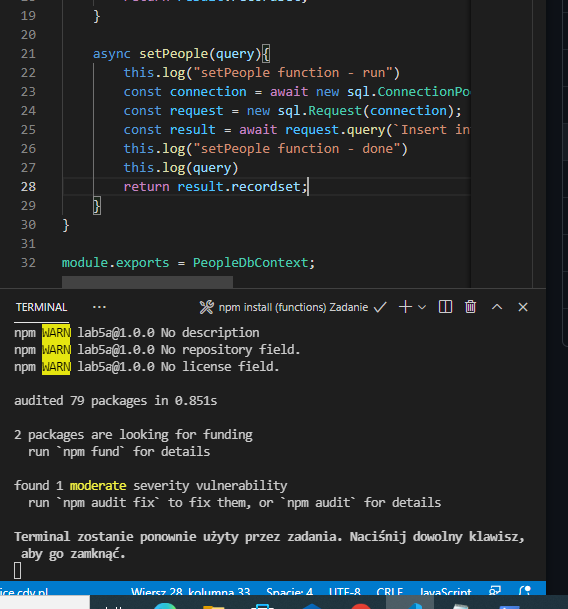 19 }
20
21 async setPeople(query){
22 this.log("setPeople function - run")
23 const connection = await new sql.ConnectionPo
24 const request = new sql.Request(connection);
25 const result = await request.query(`Insert in
26 this.log("setPeople function - done")
27 this.log(query)
28 return result.recordset;
29 }
30 }
31
32 module.exports = PeopleDbContext;
TERMINAL ··· npm install (functions) Zadanie
npm WARN lab5a@1.0.0 No description
npm WARN lab5a@1.0.0 No repository field.
npm WARN lab5a@1.0.0 No license field.
audited 79 packages in 0.851s
2 packages are looking for funding
run `npm fund` for details
found 1 moderate severity vulnerability
run `npm audit fix` to fix them, or `npm audit` for details
Terminal zostanie ponownie użyty przez zadania. Naciśnij dowolny klawisz,
aby go zamknąć.
Wiersz 28, kolumna 33 Spacje: 4 UTF-8 CRLF JavaScript